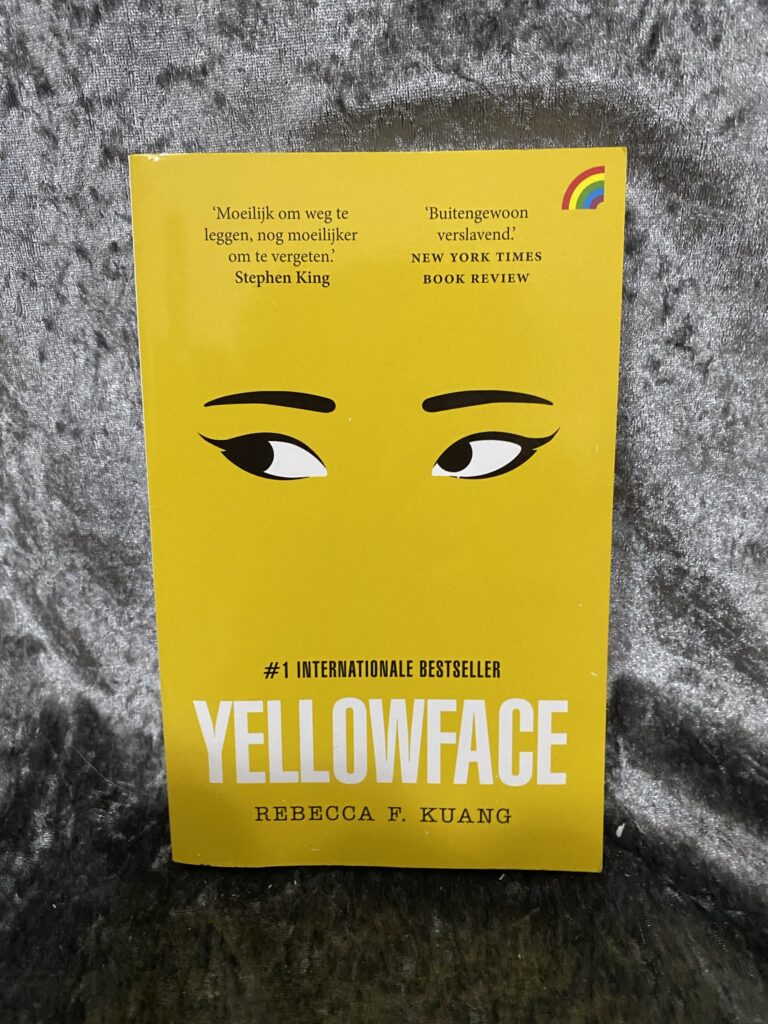 ‘Moeilijk om weg te
leggen, nog moeilijker
om te vergeten.’
Stephen King
‘Buitengewoon
verslavend.’
NEW YORK TIMES
BOOK REVIEW
#1 INTERNATIONALE BESTSELLER
YELLOWFACE
REBECCA F. KUANG